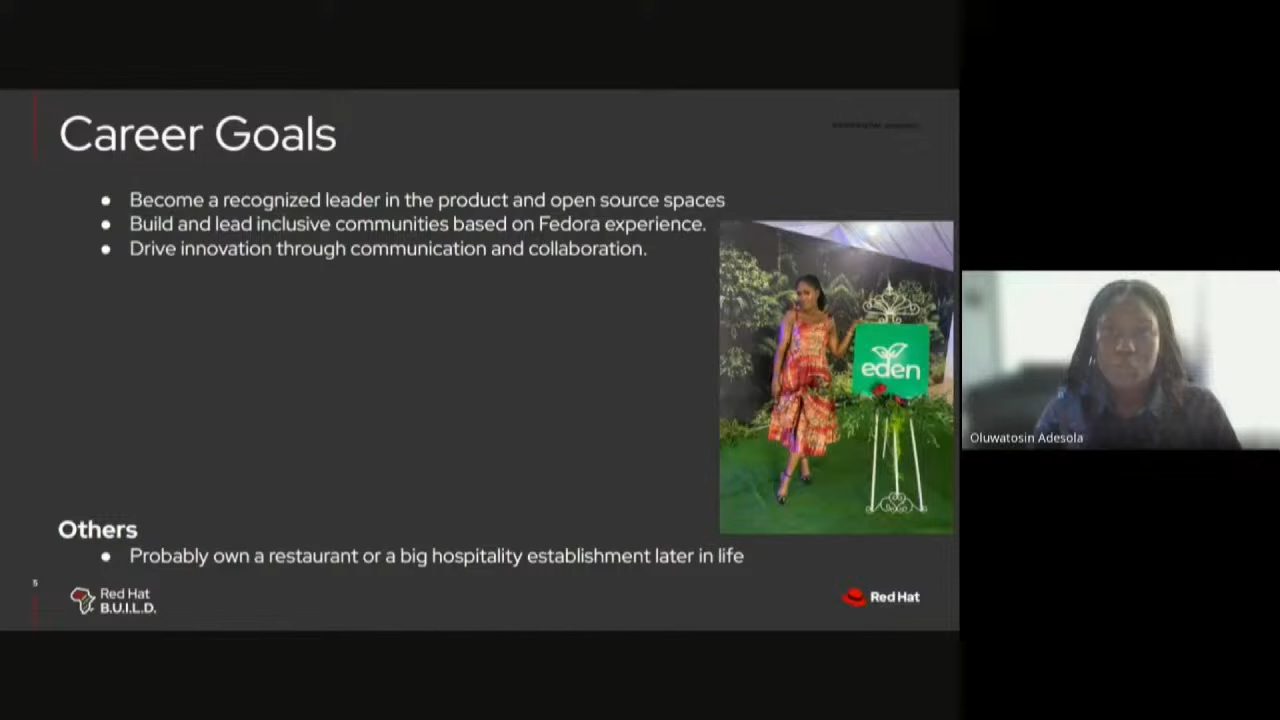 Career Goals
● Become a recognized leader in the product and open source spaces
● Build and lead inclusive communities based on Fedora experience.
● Drive innovation through communication and collaboration.
eden
Oluwatosin Adesola
Others
● Probably own a restaurant or a big hospitality establishment later in life
5
Red Hat
B.U.I.L.D.
Red Hat